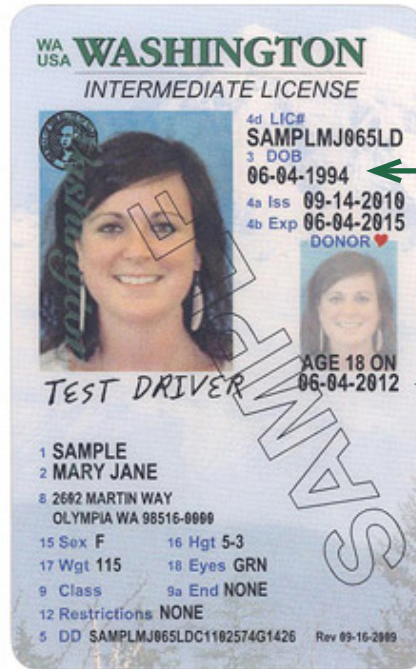 WA USA WASHINGTON
INTERMEDIATE LICENSE
4d LIC#
SAMPLMJ065LD
3 DOB
06-04-1994
4a Iss 09-14-2010
4b Exp 06-04-2015
DONOR
Washington
AGE 18 ON
06-04-2012
TEST DRIVER
SAMPLE
1 SAMPLE
2 MARY JANE
8 2602 MARTIN WAY
OLYMPIA WA 98516-0000
15 Sex F 16 Hgt 5-3
17 Wgt 115 18 Eyes GRN
9 Class 9a End NONE
12 Restrictions NONE
5 DD SAMPLMJ065LDC1102574G1426 Rev 09-16-2009